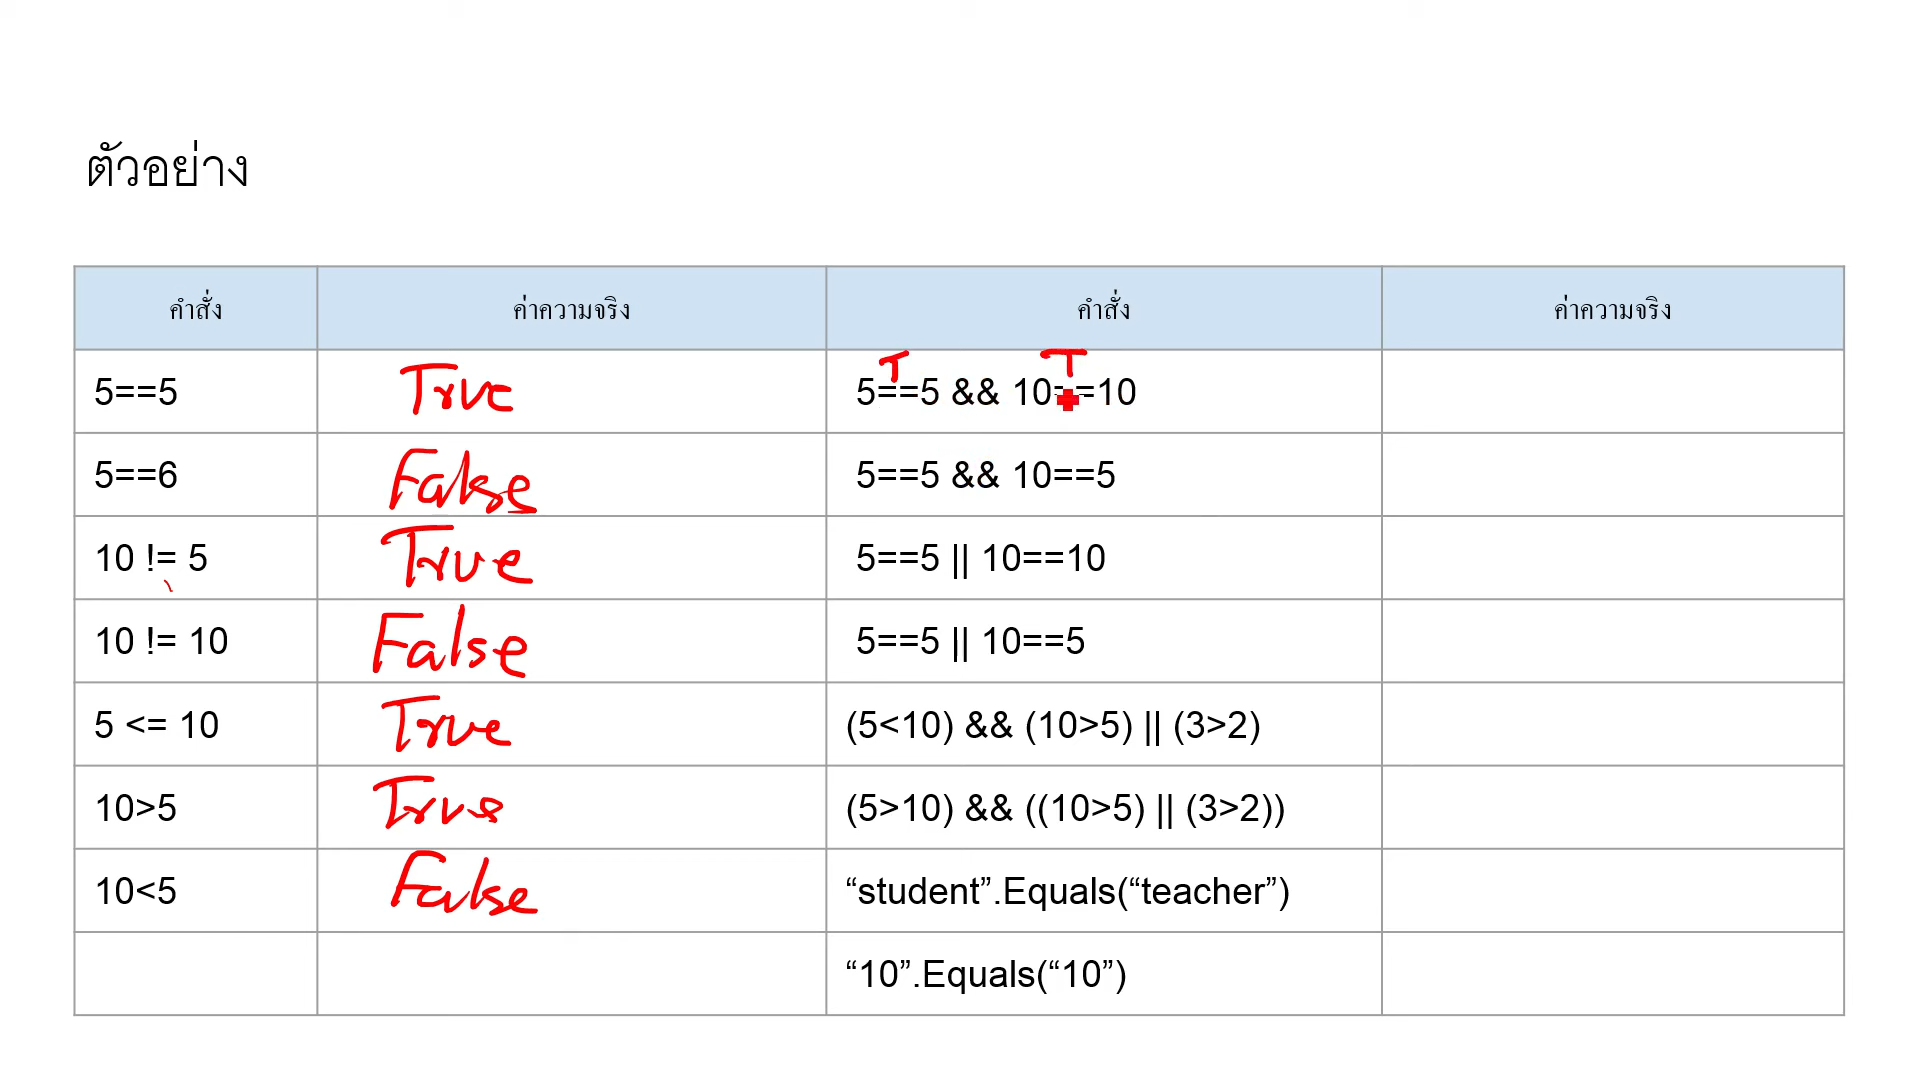 ตัวอย่าง
คำสั่ง ค่าความจริง คำสั่ง ค่าความจริง
5==5 True 5==5 && 10==10
T T
5==6 False 5==5 && 10==5
10 != 5 True 5==5 || 10==10
10 != 10 False 5==5 || 10==5
5 <= 10 True (5<10) && (10>5) || (3>2)
10>5 True (5>10) && ((10>5) || (3>2))
10<5 False “student”.Equals(“teacher”)
“10”.Equals(“10”)